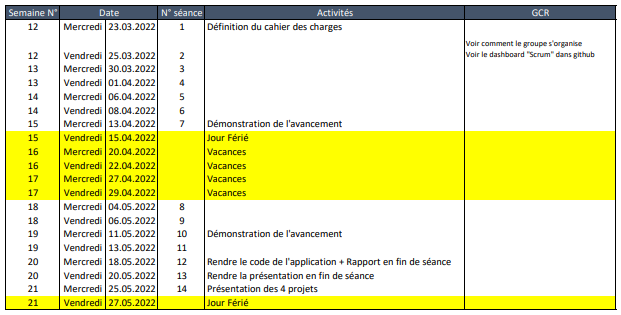 Semaine N° Date N° séance Activités GCR
12 Mercredi 23.03.2022 1 Définition du cahier des charges
Voir comment le groupe s'organise
12 Vendredi 25.03.2022 2 Voir le dashboard "Scrum" dans github
13 Mercredi 30.03.2022 3
13 Vendredi 01.04.2022 4
14 Mercredi 06.04.2022 5
14 Vendredi 08.04.2022 6
15 Mercredi 13.04.2022 7 Démonstration de l'avancement
15 Vendredi 15.04.2022 Jour Férié
16 Mercredi 20.04.2022 Vacances
16 Vendredi 22.04.2022 Vacances
17 Mercredi 27.04.2022 Vacances
17 Vendredi 29.04.2022 Vacances
18 Mercredi 04.05.2022 8
18 Vendredi 06.05.2022 9
19 Mercredi 11.05.2022 10 Démonstration de l'avancement
19 Vendredi 13.05.2022 11
20 Mercredi 18.05.2022 12 Rendre le code de l'application + Rapport en fin de séance
20 Vendredi 20.05.2022 13 Rendre la présentation en fin de séance
21 Mercredi 25.05.2022 14 Présentation des 4 projets
21 Vendredi 27.05.2022 Jour Férié